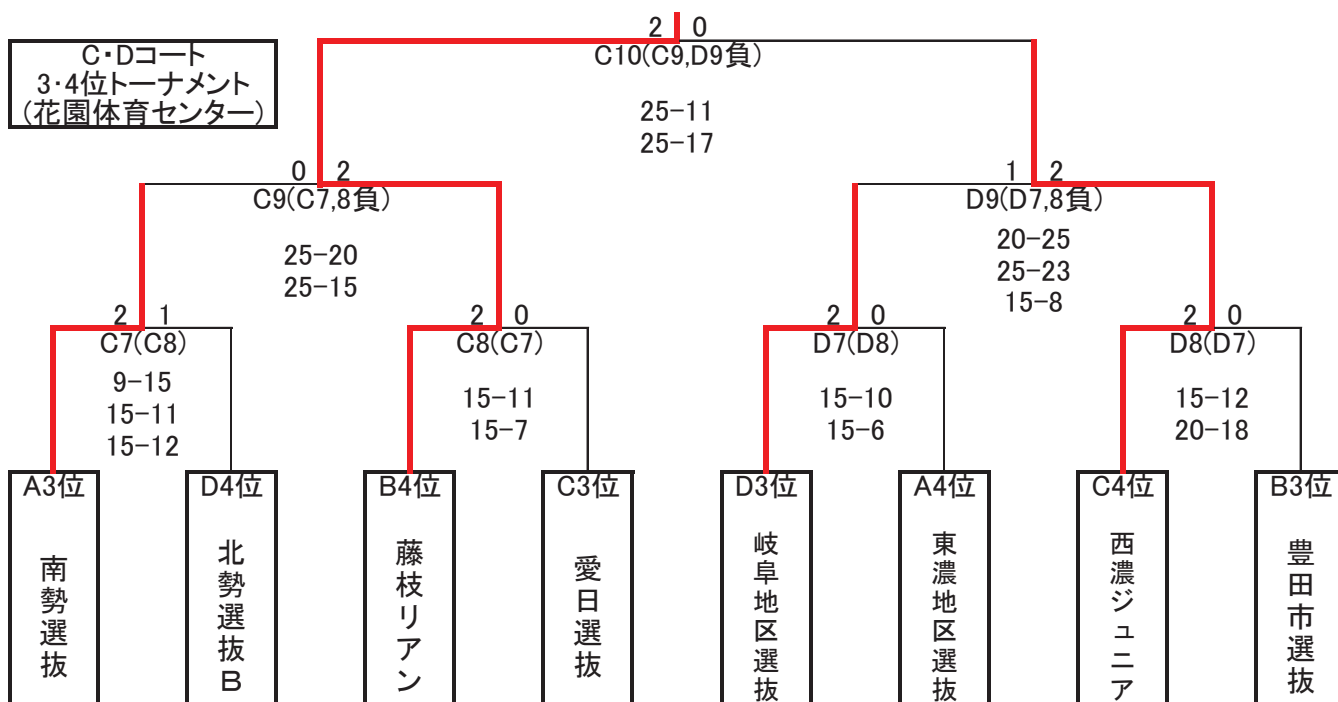 C・Dコート
3・4位トーナメント
(花園体育センター)
2 0
C10(C9,D9負)
25-11
25-17
0 2
C9(C7,8負)
25-20
25-15
1 2
D9(D7,8負)
20-25
25-23
15-8
2 1
C7(C8)
9-15
15-11
15-12
2 0
C8(C7)
15-11
15-7
2 0
D7(D8)
15-10
15-6
2 0
D8(D7)
15-12
20-18
A3位
南勢選抜
D4位
北勢選抜B
B4位
藤枝リアン
C3位
愛日選抜
D3位
岐阜地区選抜
A4位
東濃地区選抜
C4位
西濃ジュニア
B3位
豊田市選抜